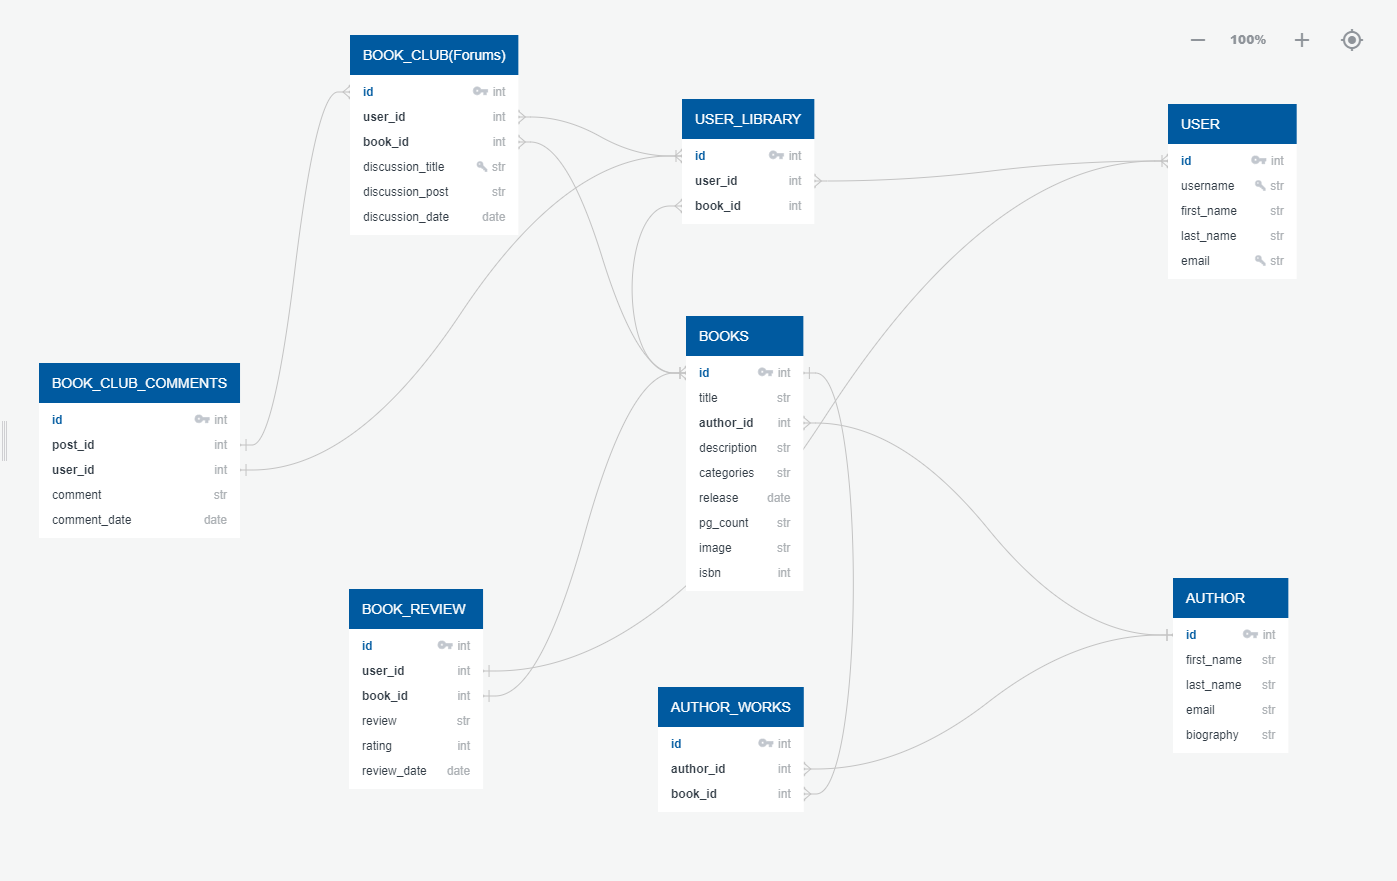 100%
BOOK_CLUB(Forums)
id int
user_id int
book_id int
discussion_title str
discussion_post str
discussion_date date
USER_LIBRARY
id int
user_id int
book_id int
USER
id int
username str
first_name str
last_name str
email str
BOOK_CLUB_COMMENTS
id int
post_id int
user_id int
comment str
comment_date date
BOOKS
id int
title str
author_id int
description str
categories str
release date
pg_count str
image str
isbn int
BOOK_REVIEW
id int
user_id int
book_id int
review str
rating int
review_date date
AUTHOR_WORKS
id int
author_id int
book_id int
AUTHOR
id int
first_name str
last_name str
email str
biography str